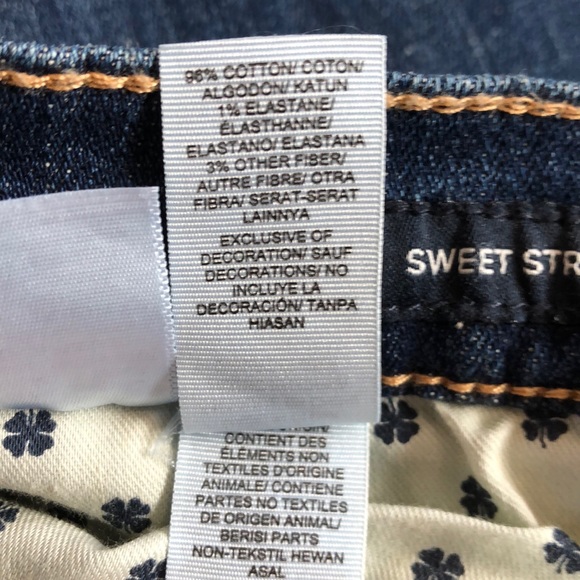 96% COTTON/ COTON/
ALGODON/ KATUN
1% ELASTANE/
ÉLASTHANNE/
ELASTANO/ ELASTANA
3% OTHER FIBER/
AUTRE FIBRE/ OTRA
FIBRA/ SERAT-SERAT
LAINNYA
EXCLUSIVE OF
DECORATION/ SAUF
DECORATIONS/ NO
INCLUYE LA
DECORACIÓN/ TANPA
HIASAN
SWEET STR
ORIGIN/
CONTIENT DES
ÉLÉMENTS NON
TEXTILES D'ORIGINE
ANIMALE/ CONTIENE
PARTES NO TEXTILES
DE ORIGEN ANIMAL/
BERISI PARTS
NON-TEKSTIL HEWAN
ASAL